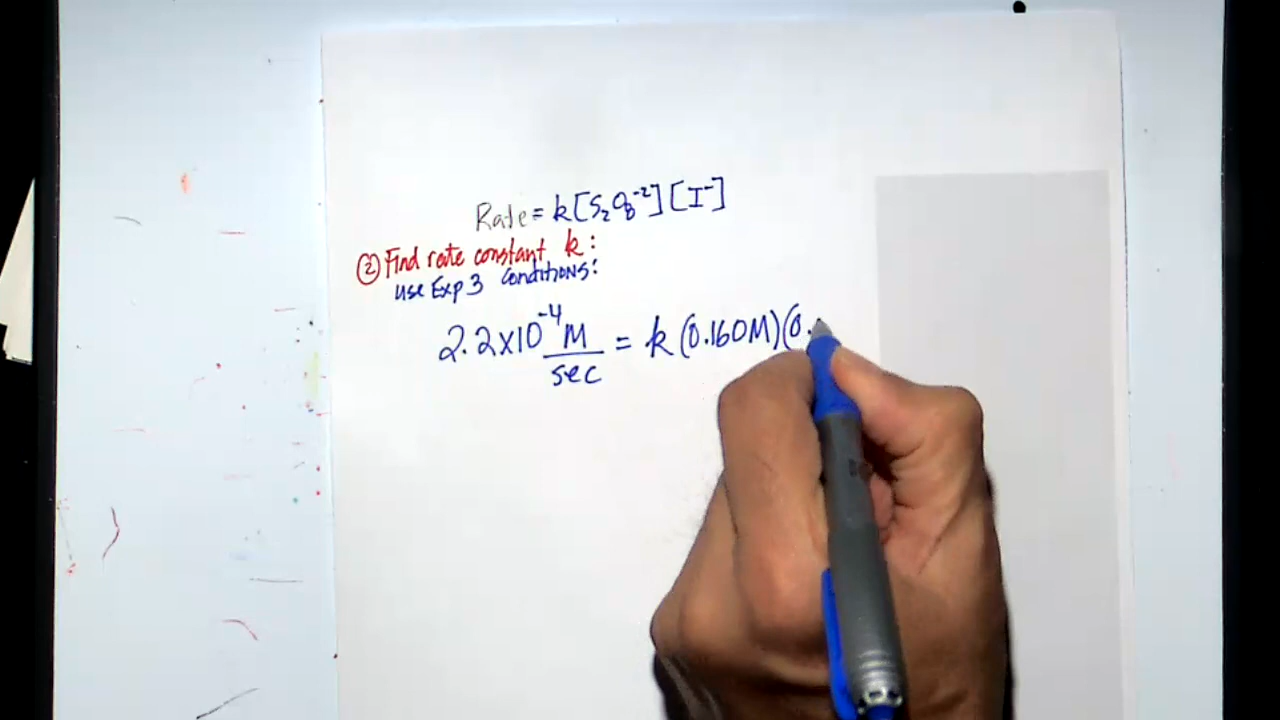 Rate = k[S₂O₈⁻²][I⁻]
② Find rate constant k:
use Exp 3 conditions:
2.2x10⁻⁴ M/sec = k(0.160M)(0.